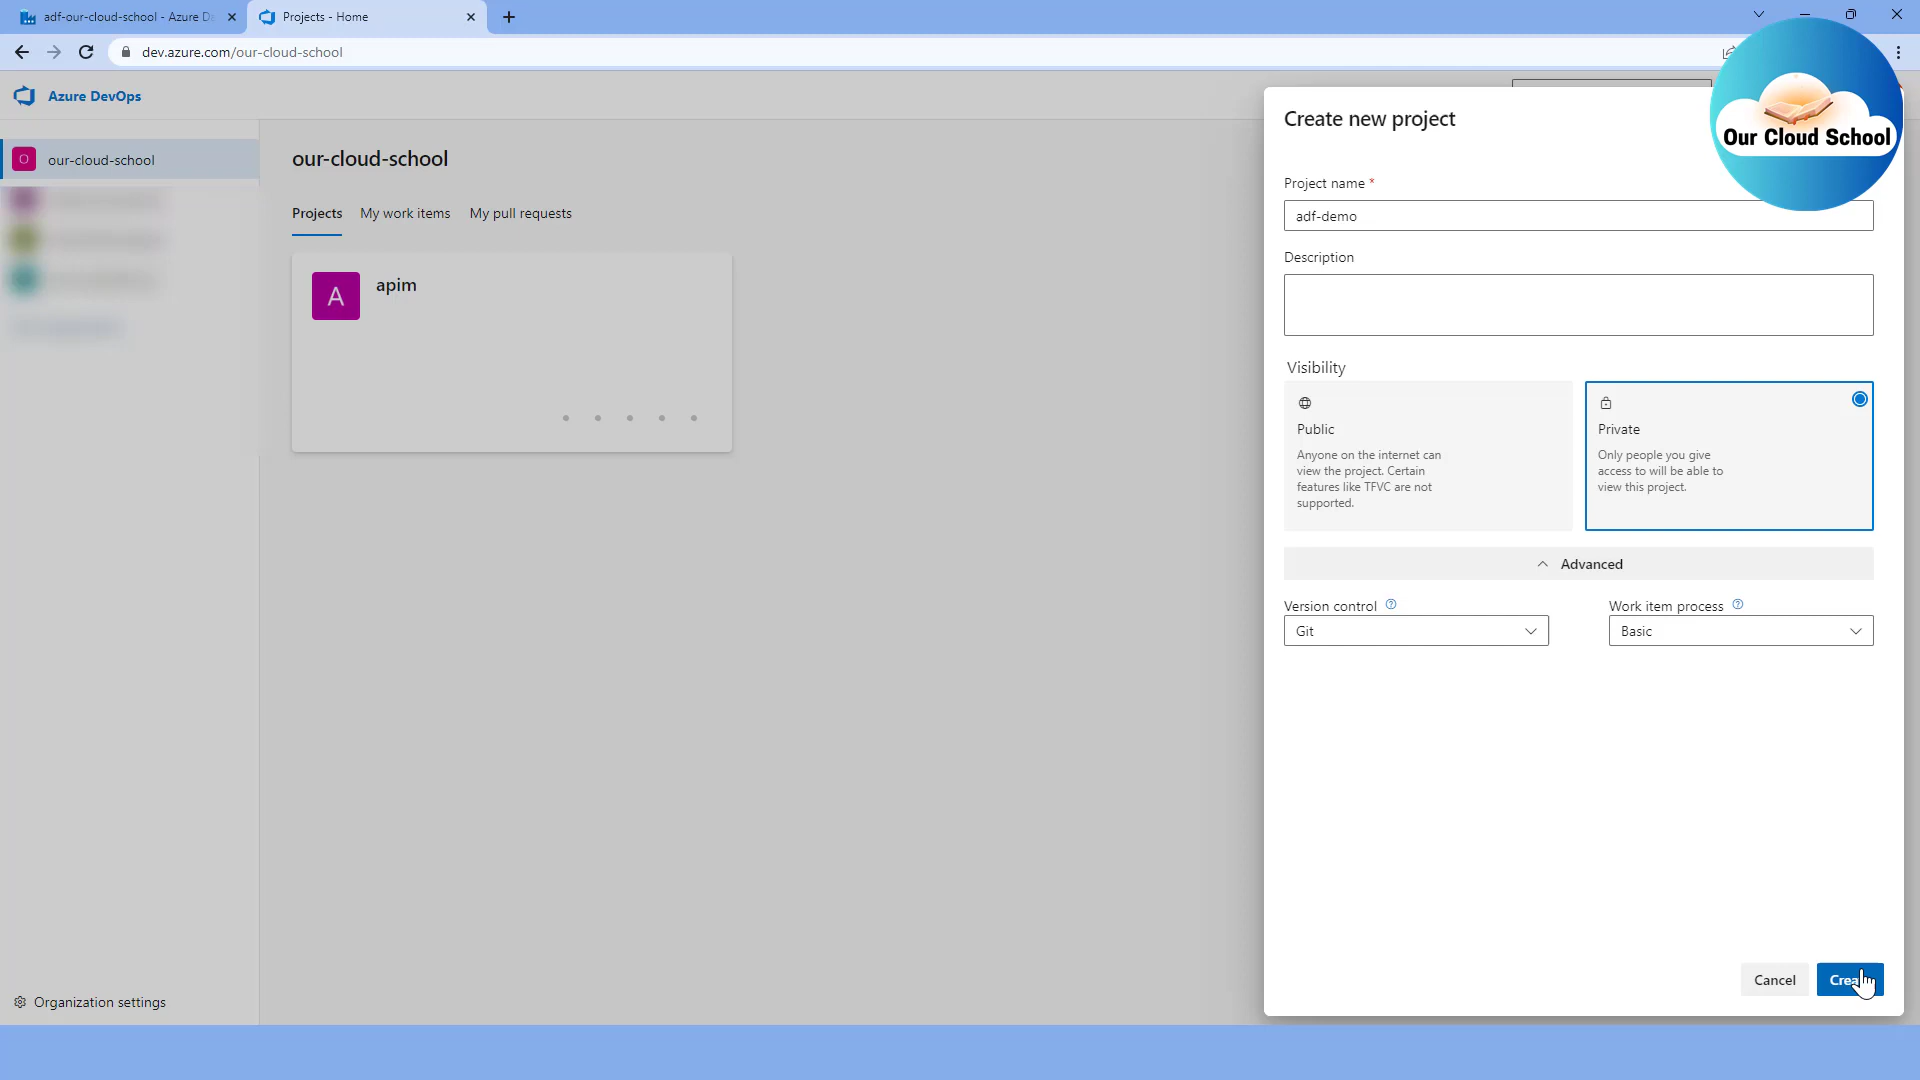 adf-our-cloud-school - Azure Da
Projects - Home
dev.azure.com/our-cloud-school
Azure DevOps
Our Cloud School
Create new project
O our-cloud-school
our-cloud-school
Projects
My work items
My pull requests
A
apim
Project name *
adf-demo
Description
Visibility
Public
Anyone on the internet can
view the project. Certain
features like TFVC are not
supported.
Private
Only people you give
access to will be able to
view this project.
Advanced
Version control
Git
Work item process
Basic
Cancel
Organization settings